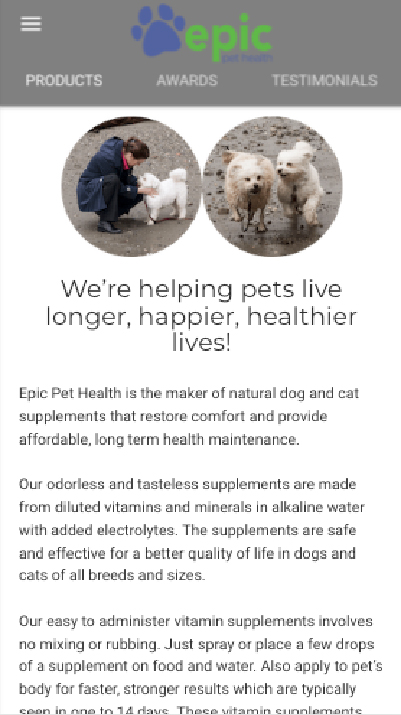 epic
pet health
PRODUCTS AWARDS TESTIMONIALS
We're helping pets live
longer, happier, healthier
lives!
Epic Pet Health is the maker of natural dog and cat
supplements that restore comfort and provide
affordable, long term health maintenance.
Our odorless and tasteless supplements are made
from diluted vitamins and minerals in alkaline water
with added electrolytes. The supplements are safe
and effective for a better quality of life in dogs and
cats of all breeds and sizes.
Our easy to administer vitamin supplements involves
no mixing or rubbing. Just spray or place a few drops
of a supplement on food and water. Also apply to pet's
body for faster, stronger results which are typically
seen in one to 14 days. These vitamin supplements